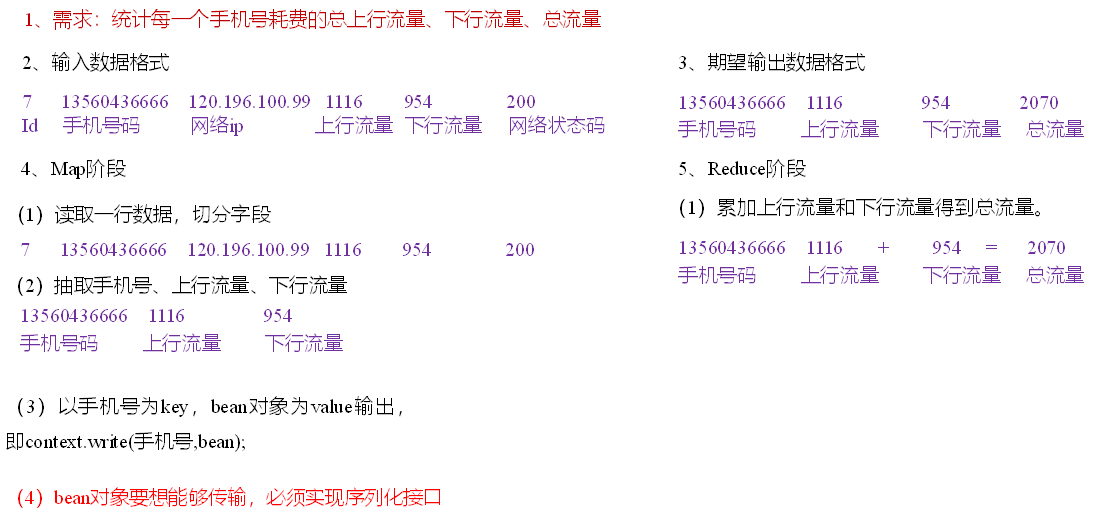 1、需求：统计每一个手机号耗费的总上行流量、下行流量、总流量
2、输入数据格式
7 13560436666 120.196.100.99 1116 954 200
Id 手机号码 网络ip 上行流量 下行流量 网络状态码
3、期望输出数据格式
13560436666 1116 954 2070
手机号码 上行流量 下行流量 总流量
4、Map阶段
（1）读取一行数据，切分字段
7 13560436666 120.196.100.99 1116 954 200
（2）抽取手机号、上行流量、下行流量
13560436666 1116 954
手机号码 上行流量 下行流量
（3）以手机号为key，bean对象为value输出，
即context.write(手机号,bean);
（4）bean对象要想能够传输，必须实现序列化接口
5、Reduce阶段
（1）累加上行流量和下行流量得到总流量。
13560436666 1116 + 954 = 2070
手机号码 上行流量 下行流量 总流量